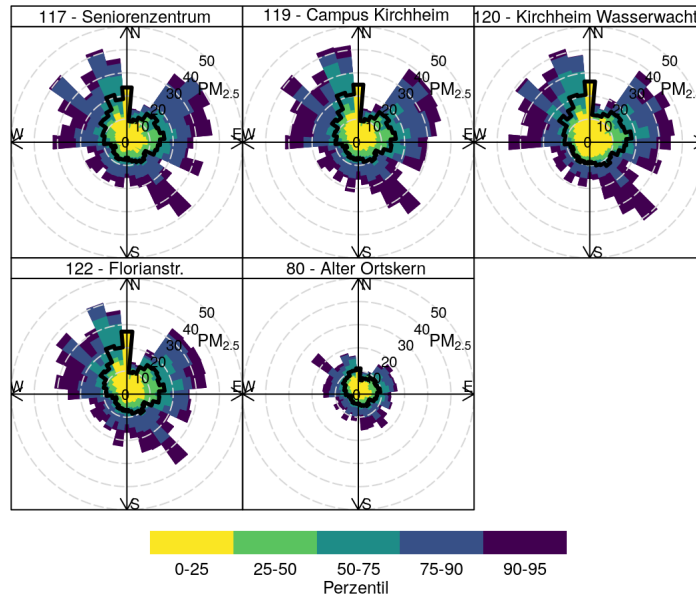 117 - Seniorenzentrum
119 - Campus Kirchheim
120 - Kirchheim Wasserwacht
N
W
E
S
50
40
30
20
10
0
PM2.5
N
W
E
S
50
40
30
20
10
0
PM2.5
N
W
S
50
40
30
20
10
0
PM2.5
122 - Florianstr.
80 - Alter Ortskern
N
W
E
S
50
40
30
20
10
0
PM2.5
N
W
E
S
50
40
30
20
10
0
PM2.5
0-25 25-50 50-75 75-90 90-95
Perzentil